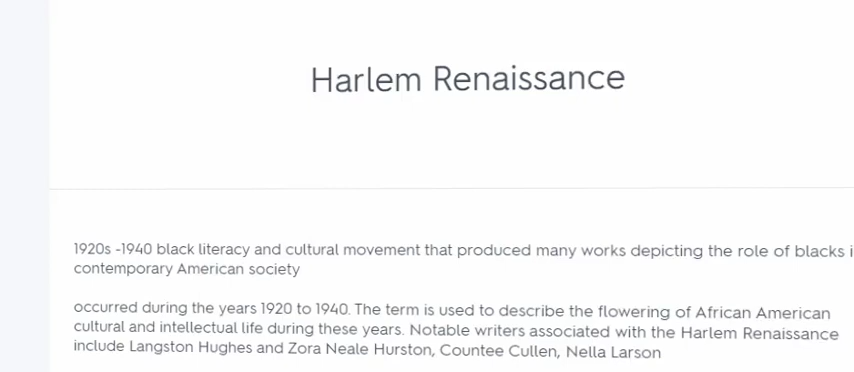 Harlem Renaissance
1920s -1940 black literacy and cultural movement that produced many works depicting the role of blacks i
contemporary American society
occurred during the years 1920 to 1940. The term is used to describe the flowering of African American
cultural and intellectual life during these years. Notable writers associated with the Harlem Renaissance
include Langston Hughes and Zora Neale Hurston, Countee Cullen, Nella Larson